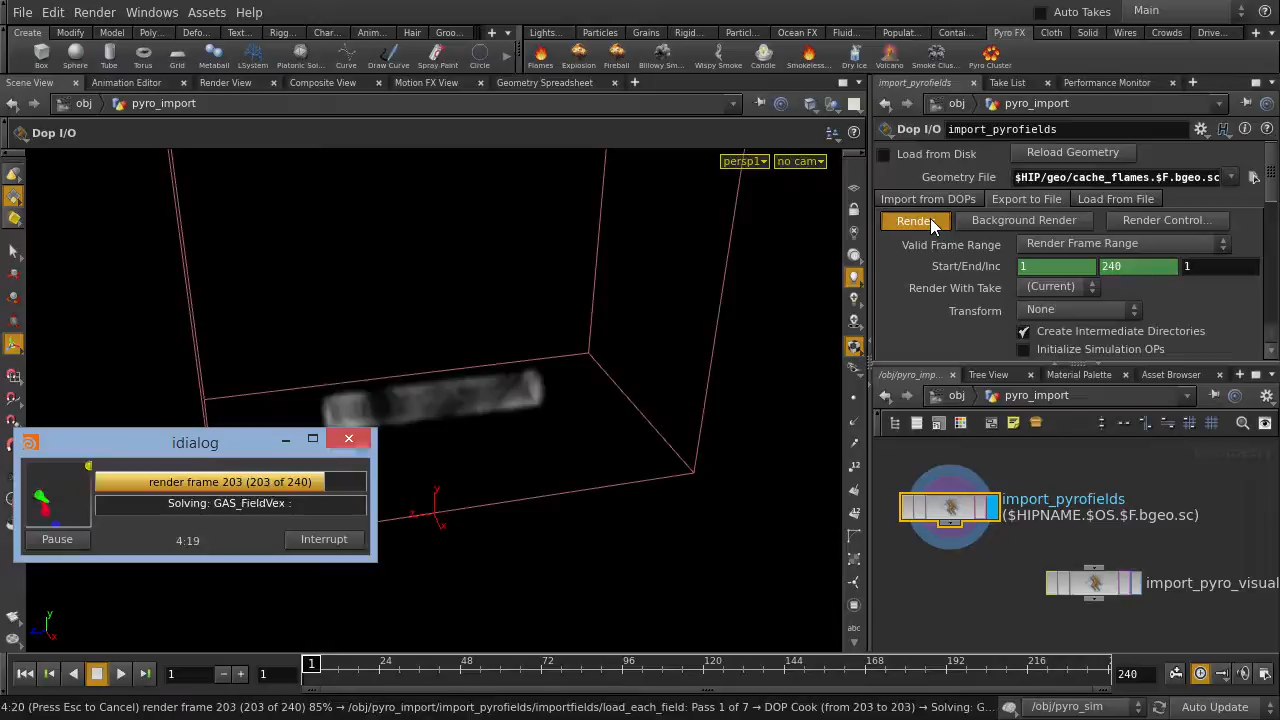 File Edit Render Windows Assets Help Auto Takes Main
Create Modify Model Poly... Defo... Text... Rigg... Char... Anim... Hair Groo... Lights... Particles Grains Rigid... Particl... Ocean FX Fluid... Populat... Contai... Pyro FX Cloth Solid Wires Crowds Drive...
Box Sphere Tube Torus Grid Metaball LSystem Platonic Sol... Curve Draw Curve Spray Paint Circle Flames Explosion Fireball Billowy Sm... Wispy Smoke Candle Smokeless... Dry Ice Volcano Smoke Clus... Pyro Cluster
Scene View Animation Editor Render View Composite View Motion FX View Geometry Spreadsheet
obj pyro_import
Dop I/O
persp1 no cam
import_pyrofields Take List Performance Monitor
obj pyro_import
Dop I/O import_pyrofields
Load from Disk Reload Geometry
Geometry File $HIP/geo/cache_flames.$F.bgeo.sc
Import from DOPs Export to File Load From File
Render Background Render Render Control...
Valid Frame Range Render Frame Range
Start/End/Inc 1 240 1
Render With Take (Current)
Transform None
Create Intermediate Directories
Initialize Simulation OPs
/obj/pyro_imp... Tree View Material Palette Asset Browser
obj pyro_import
import_pyrofields
($HIPNAME.$OS.$F.bgeo.sc)
import_pyro_visual
idialog
render frame 203 (203 of 240)
Solving: GAS_FieldVex :
Pause 4:19 Interrupt
y
x
z
y
x
12
abc
1 1 1 24 48 72 96 120 144 168 192 216 240
4:20 (Press Esc to Cancel) render frame 203 (203 of 240) 85% → /obj/pyro_import/import_pyrofields/importfields/load_each_field: Pass 1 of 7 → DOP Cook (from 203 to 203) → Solving: G... /obj/pyro_sim Auto Update